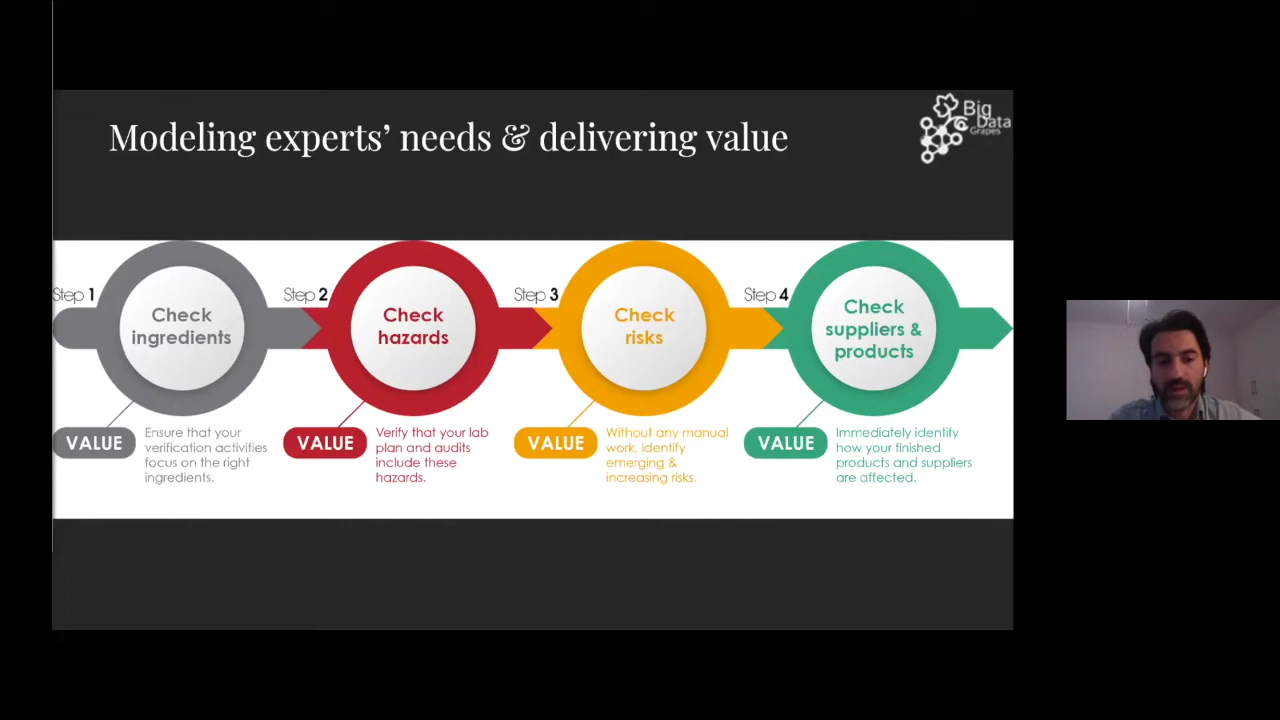 Modeling experts' needs & delivering value
Big
Data
Grapes
Step 1
Check
ingredients
VALUE
Ensure that your
verification activities
focus on the right
ingredients.
Step 2
Check
hazards
VALUE
Verify that your lab
plan and audits
include these
hazards.
Step 3
Check
risks
VALUE
Without any manual
work, identify
emerging &
increasing risks.
Step 4
Check
suppliers &
products
VALUE
Immediately identify
how your finished
products and suppliers
are affected.